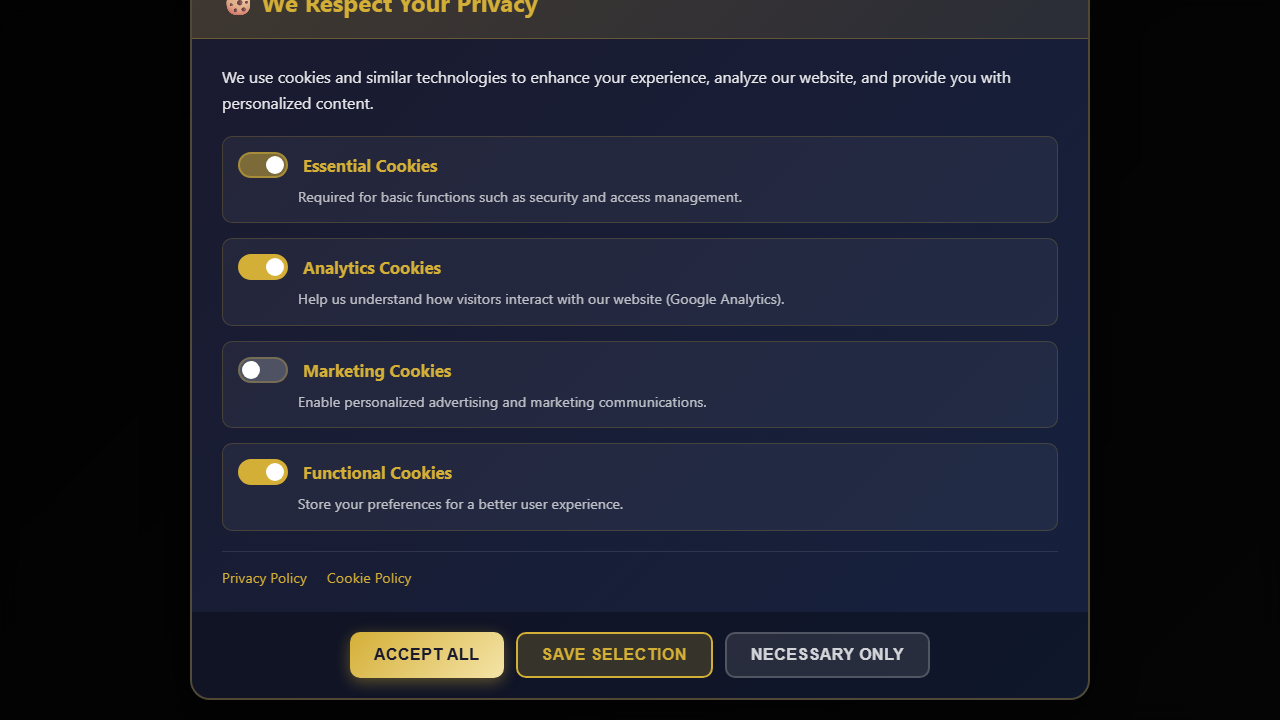 We Respect Your Privacy
We use cookies and similar technologies to enhance your experience, analyze our website, and provide you with
personalized content.
Essential Cookies
Required for basic functions such as security and access management.
Analytics Cookies
Help us understand how visitors interact with our website (Google Analytics).
Marketing Cookies
Enable personalized advertising and marketing communications.
Functional Cookies
Store your preferences for a better user experience.
Privacy Policy Cookie Policy
ACCEPT ALL SAVE SELECTION NECESSARY ONLY